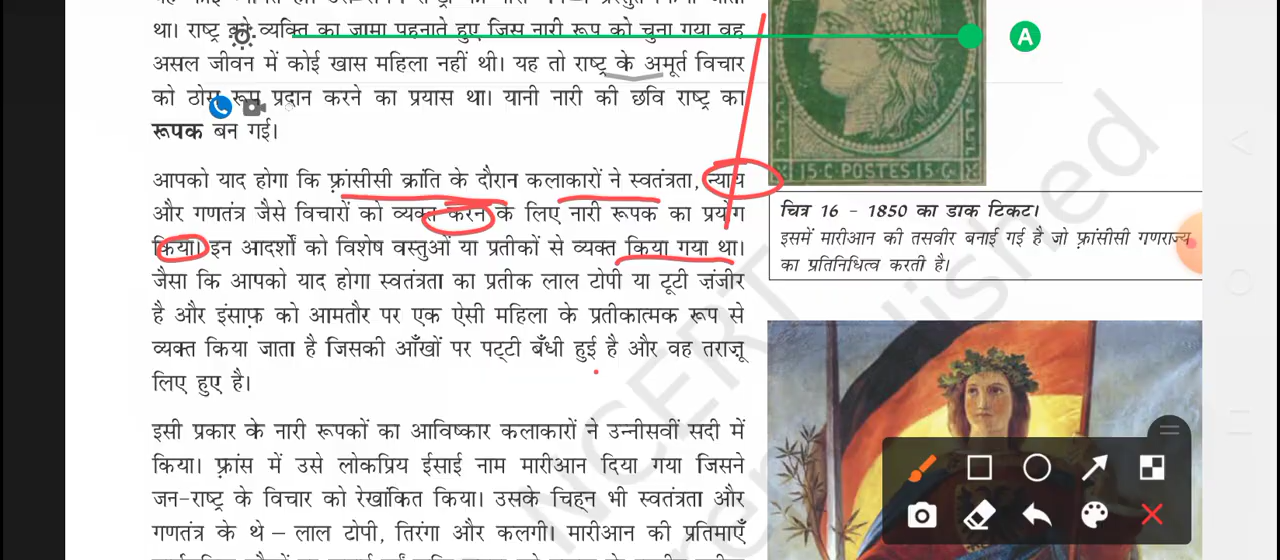 था। राष्ट्र को व्यक्ति का जामा पहनाते हुए जिस नारी रूप को चुना गया वह
असल जीवन में कोई खास महिला नहीं थी। यह तो राष्ट्र के अमूर्त विचार
को ठोस रूप प्रदान करने का प्रयास था। यानी नारी की छवि राष्ट्र का
रूपक बन गई।
आपको याद होगा कि फ़्रांसीसी क्रांति के दौरान कलाकारों ने स्वतंत्रता, न्याय
और गणतंत्र जैसे विचारों को व्यक्त करने के लिए नारी रूपक का प्रयोग
किया। इन आदर्शों को विशेष वस्तुओं या प्रतीकों से व्यक्त किया गया था।
जैसा कि आपको याद होगा स्वतंत्रता का प्रतीक लाल टोपी या टूटी ज़ंजीर
है और इंसाफ़ को आमतौर पर एक ऐसी महिला के प्रतीकात्मक रूप से
व्यक्त किया जाता है जिसकी आँखों पर पट्टी बँधी हुई है और वह तराज़ू
लिए हुए है।
इसी प्रकार के नारी रूपकों का आविष्कार कलाकारों ने उन्नीसवीं सदी में
किया। फ़्रांस में उसे लोकप्रिय ईसाई नाम मारीआन दिया गया जिसने
जन-राष्ट्र के विचार को रेखांकित किया। उसके चिह्न भी स्वतंत्रता और
गणतंत्र के थे – लाल टोपी, तिरंगा और कलगी। मारीआन की प्रतिमाएँ
A
15·C POSTES 15·C
चित्र 16 – 1850 का डाक टिकट।
इसमें मारीआन की तसवीर बनाई गई है जो फ़्रांसीसी गणराज्य
का प्रतिनिधित्व करती है।
NCERT
published